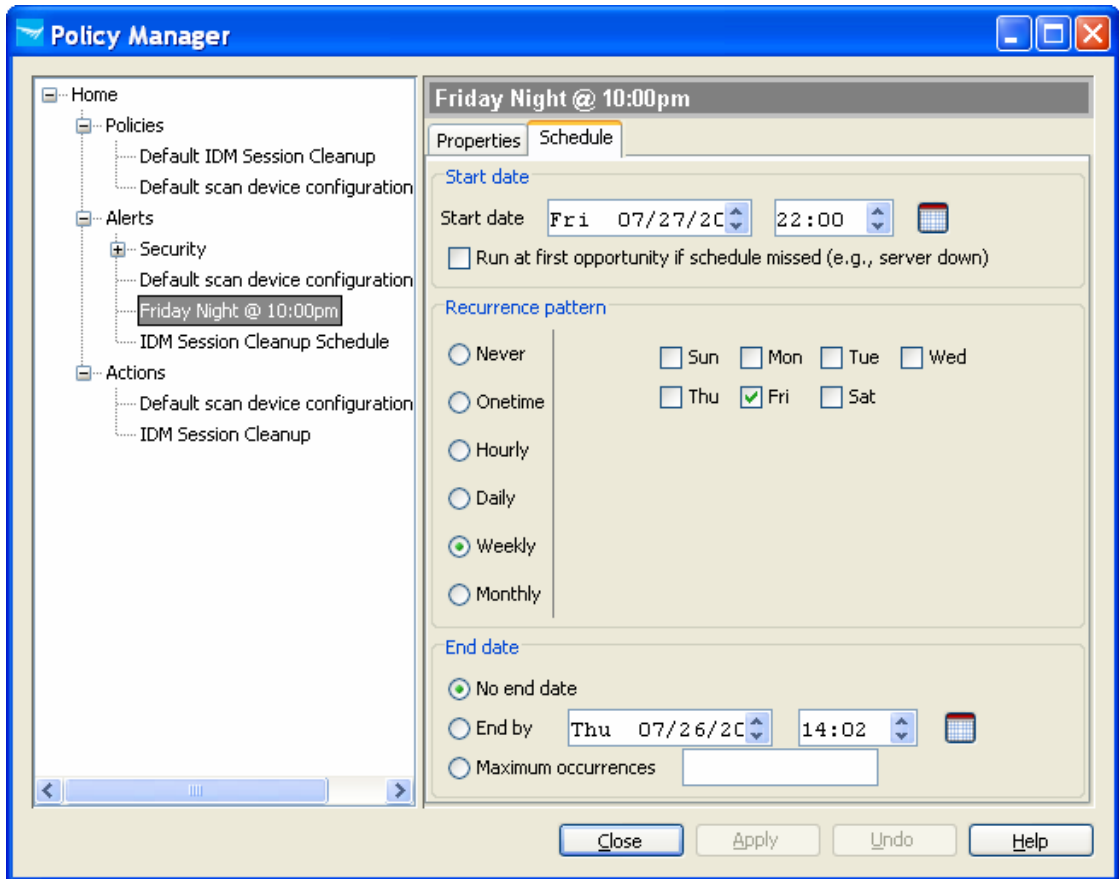 Policy Manager
Home
Policies
Default IDM Session Cleanup
Default scan device configuration
Alerts
Security
Default scan device configuration
Friday Night @ 10:00pm
IDM Session Cleanup Schedule
Actions
Default scan device configuration
IDM Session Cleanup
Friday Night @ 10:00pm
Properties Schedule
Start date
Start date Fri 07/27/20 22:00
Run at first opportunity if schedule missed (e.g., server down)
Recurrence pattern
Never
Sun Mon Tue Wed
Onetime
Thu Fri Sat
Hourly
Daily
Weekly
Monthly
End date
No end date
End by Thu 07/26/20 14:02
Maximum occurrences
Close Apply Undo Help